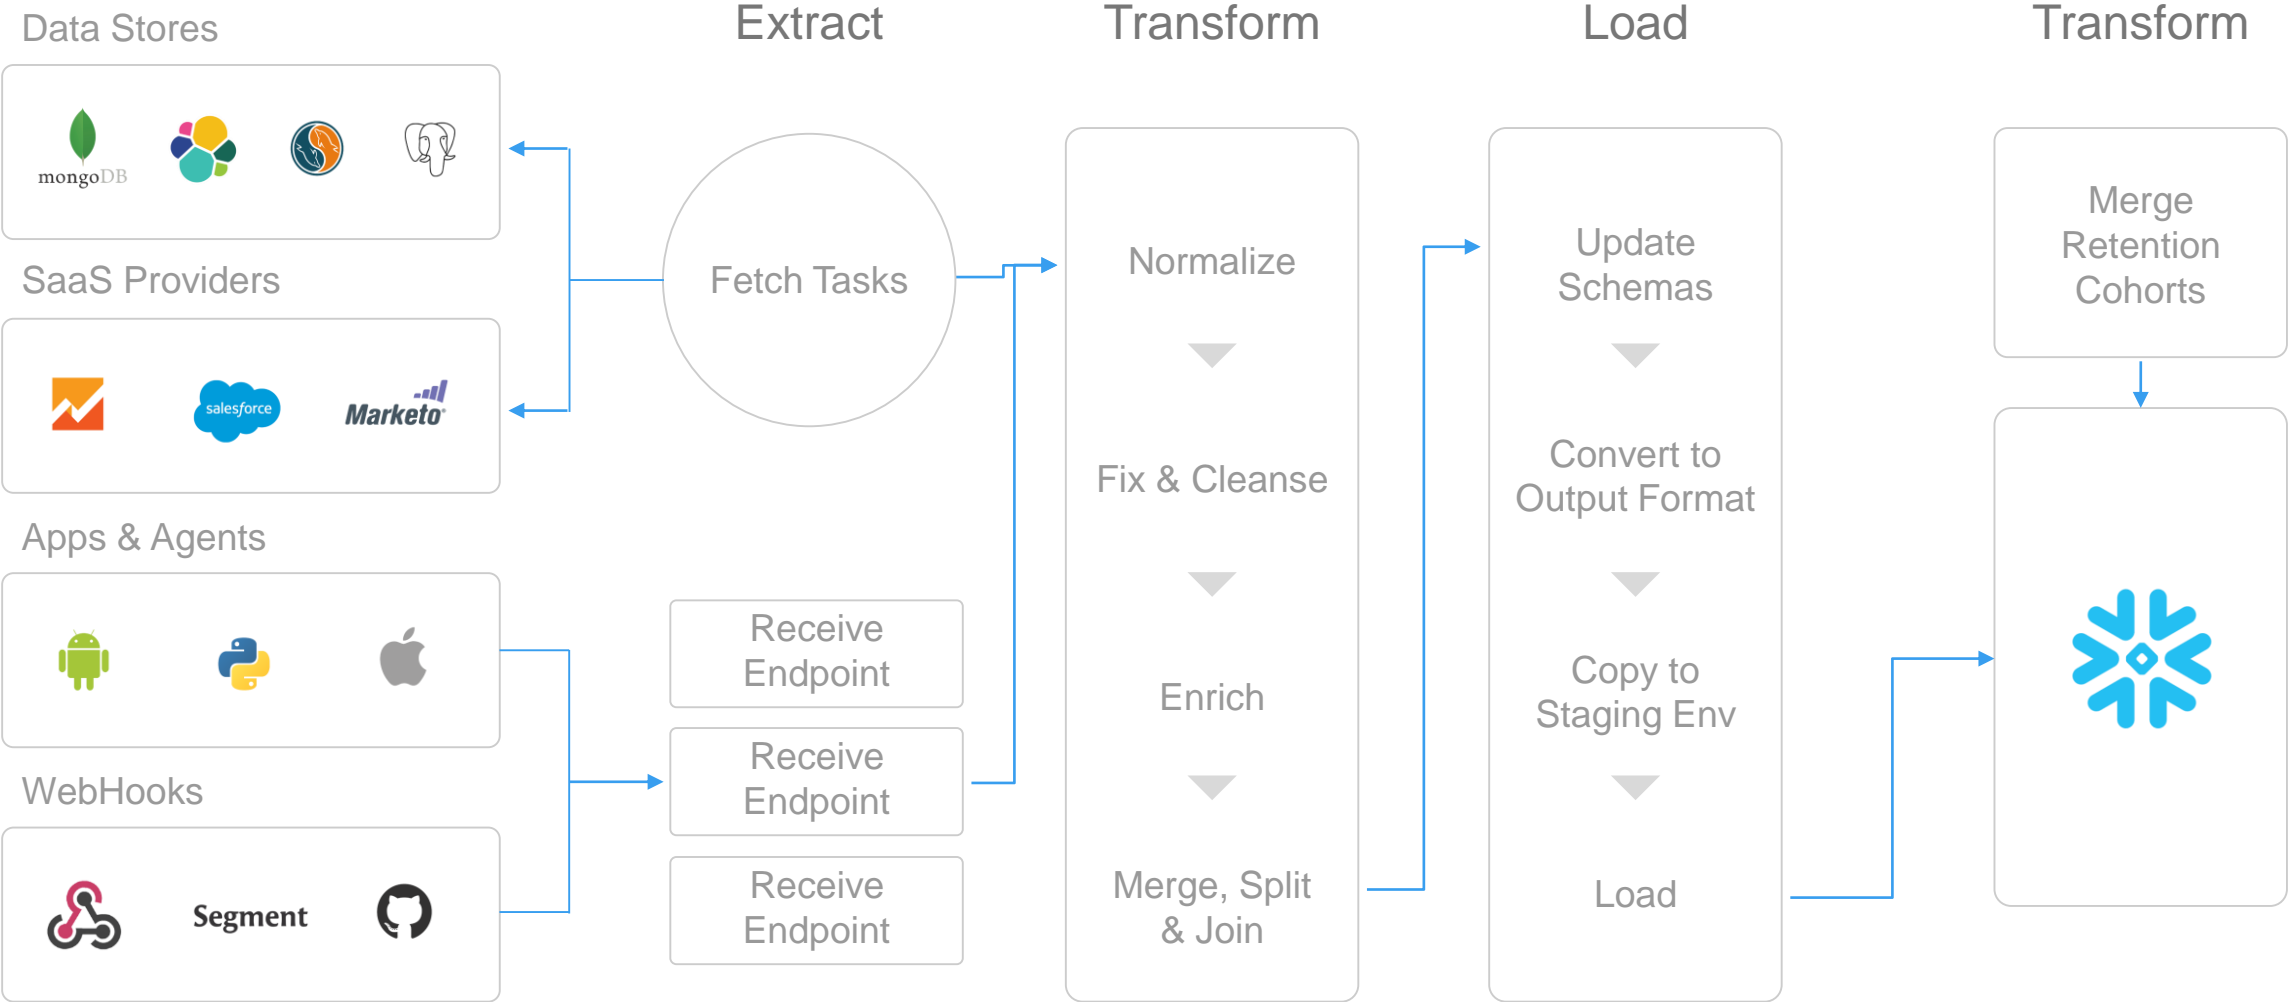 Data Stores
Extract
Transform
Load
Transform
mongoDB
SaaS Providers
salesforce
Marketo
Apps & Agents
WebHooks
Segment
Fetch Tasks
Receive
Endpoint
Receive
Endpoint
Receive
Endpoint
Normalize
Fix & Cleanse
Enrich
Merge, Split
& Join
Update
Schemas
Convert to
Output Format
Copy to
Staging Env
Load
Merge
Retention
Cohorts